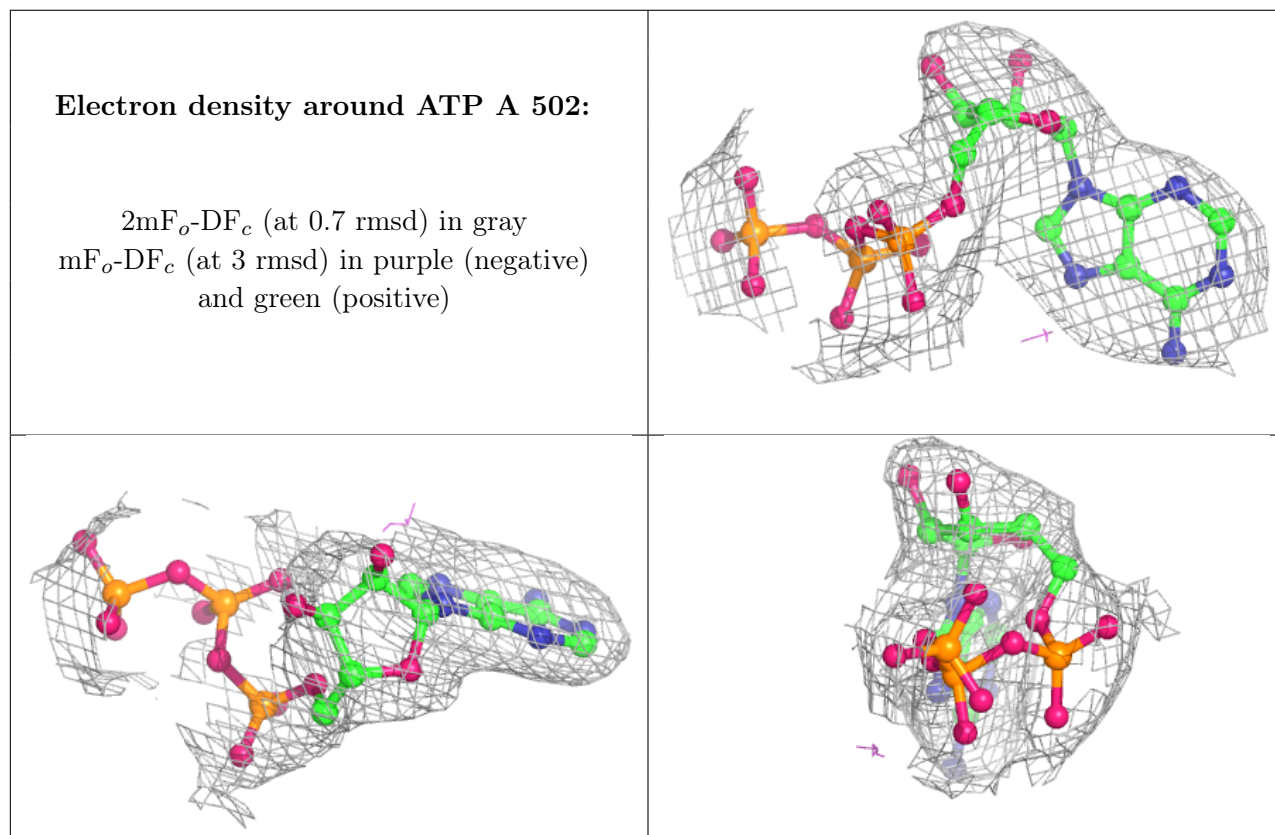 Electron density around ATP A 502:
2mFₒ-DF𝒸 (at 0.7 rmsd) in gray
mFₒ-DF𝒸 (at 3 rmsd) in purple (negative)
and green (positive)